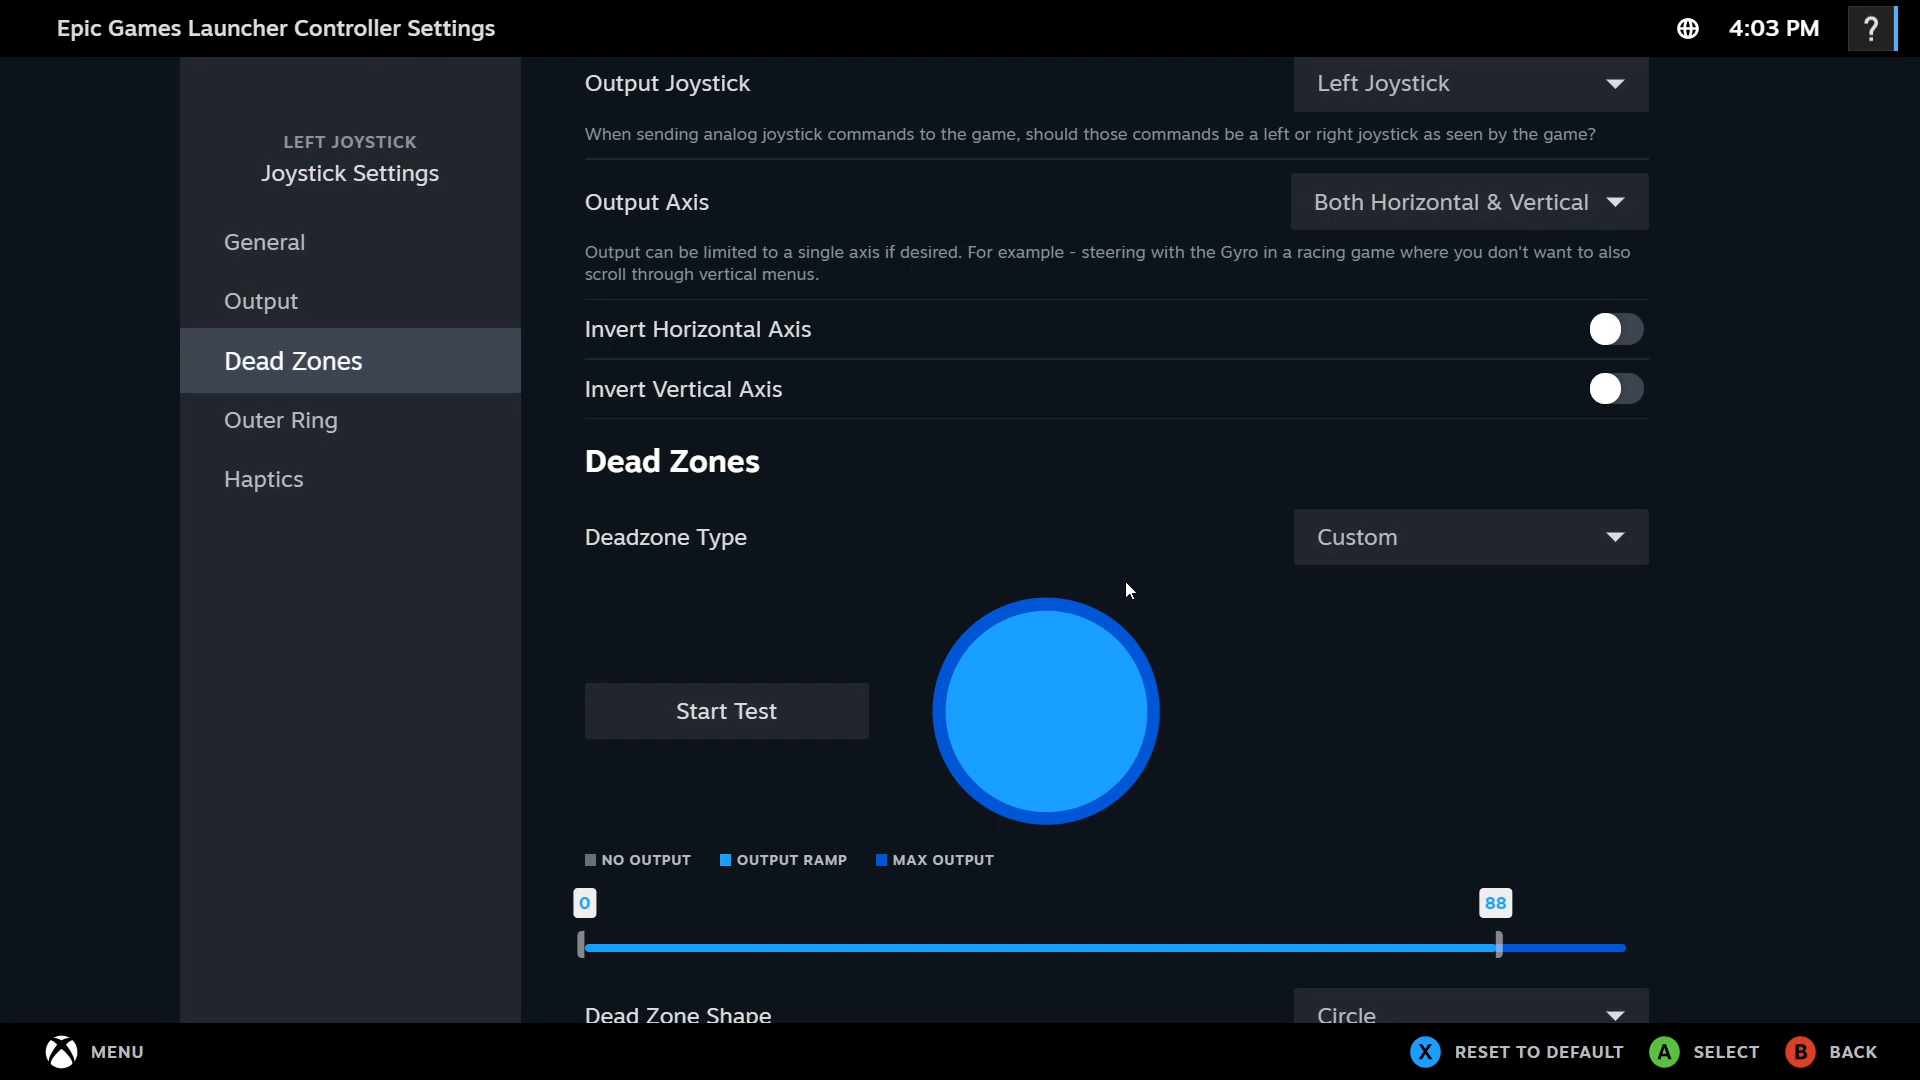 Epic Games Launcher Controller Settings
4:03 PM
?
LEFT JOYSTICK
Joystick Settings
General
Output
Dead Zones
Outer Ring
Haptics
Output Joystick
Left Joystick
When sending analog joystick commands to the game, should those commands be a left or right joystick as seen by the game?
Output Axis
Both Horizontal & Vertical
Output can be limited to a single axis if desired. For example - steering with the Gyro in a racing game where you don't want to also
scroll through vertical menus.
Invert Horizontal Axis
Invert Vertical Axis
Dead Zones
Deadzone Type
Custom
Start Test
NO OUTPUT
OUTPUT RAMP
MAX OUTPUT
0
88
Dead Zone Shape
Circle
MENU
X RESET TO DEFAULT
A SELECT
B BACK